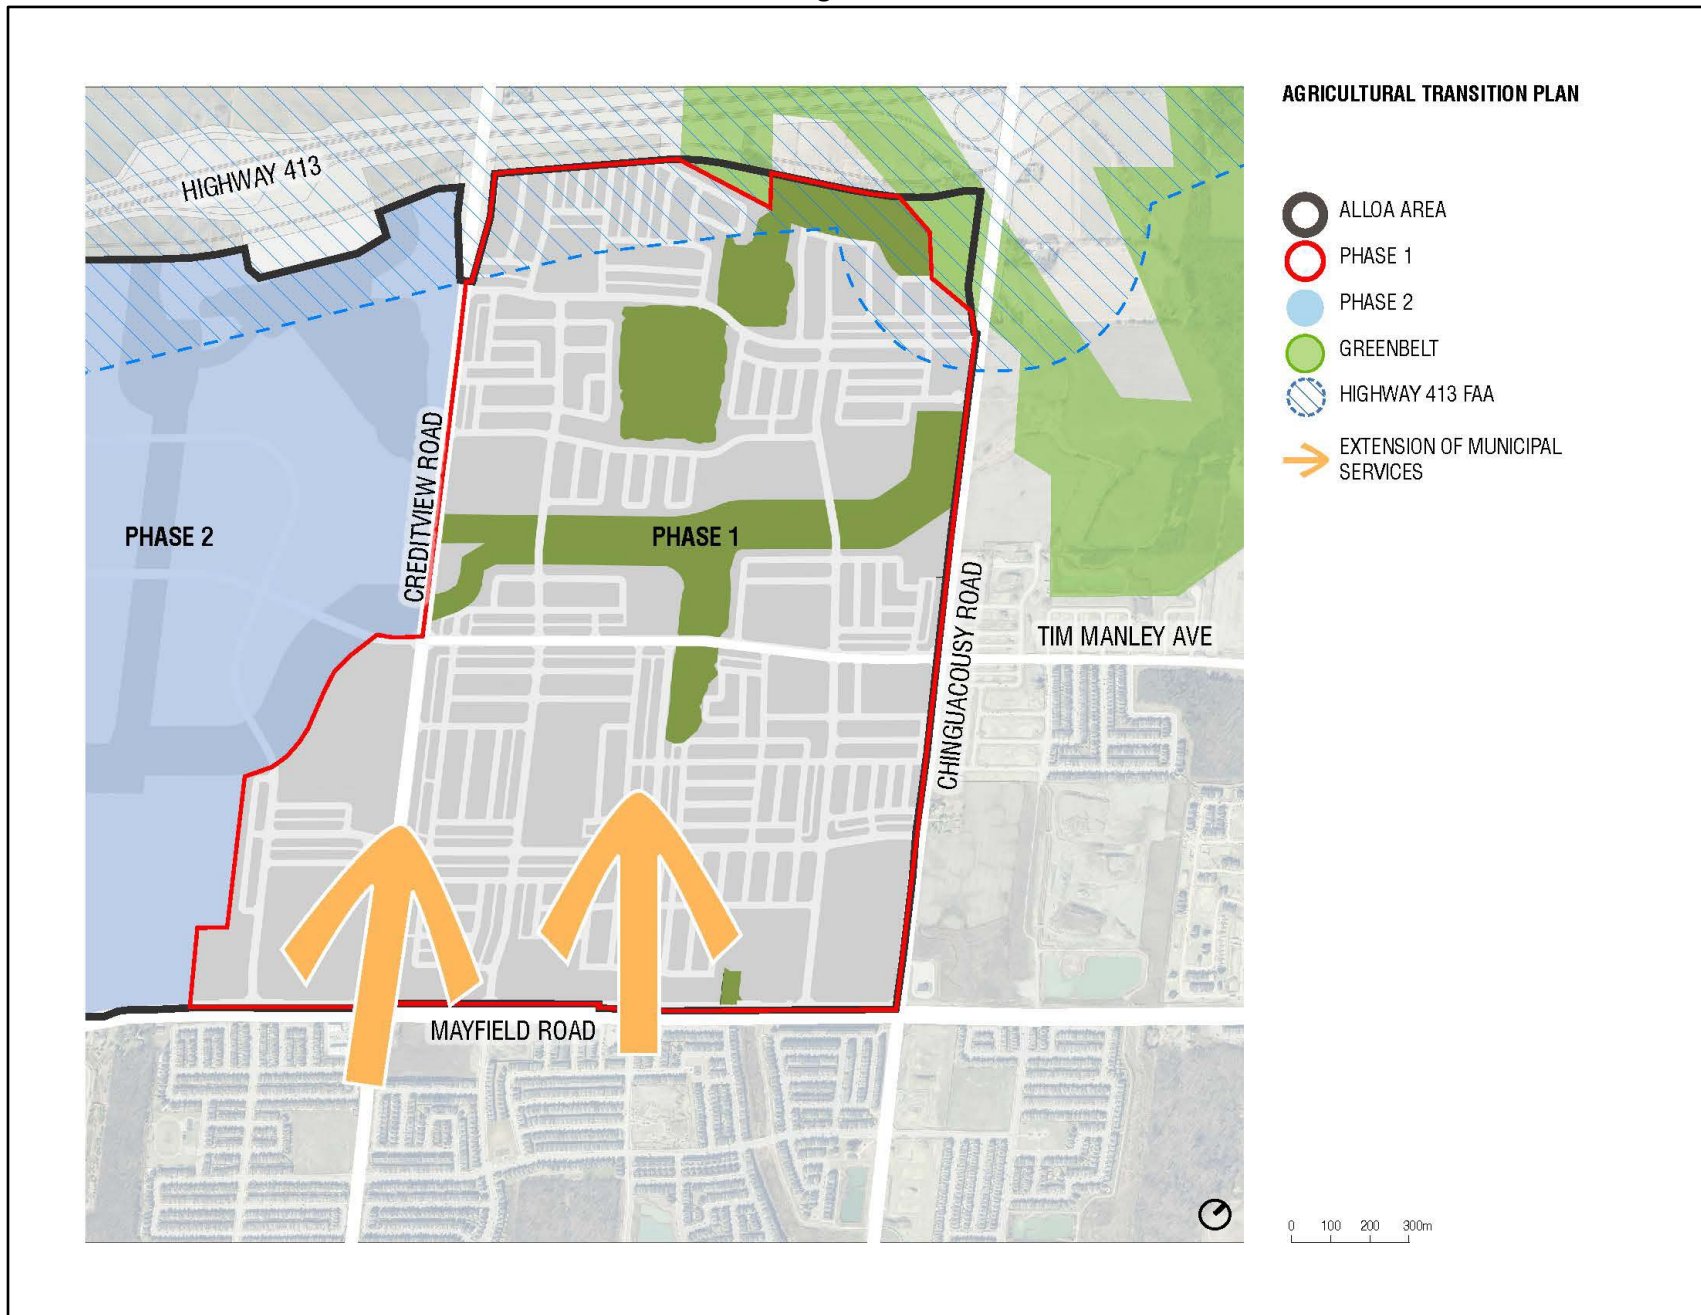 AGRICULTURAL TRANSITION PLAN
HIGHWAY 413
ALLOA AREA
PHASE 1
PHASE 2
GREENBELT
HIGHWAY 413 FAA
EXTENSION OF MUNICIPAL
SERVICES
CREDITVIEW ROAD
PHASE 2
PHASE 1
CHINGUACOUSY ROAD
TIM MANLEY AVE
MAYFIELD ROAD
0 100 200 300m